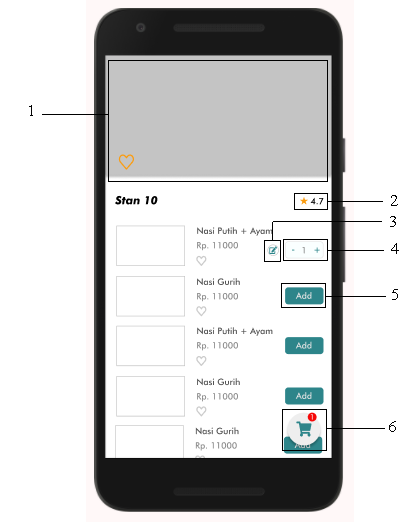 1
Stan 10
4.7
2
3
Nasi Putih + Ayam
Rp. 11000
- 1 +
4
Nasi Gurih
Rp. 11000
Add
5
Nasi Putih + Ayam
Rp. 11000
Add
Nasi Gurih
Rp. 11000
Add
1
6
Nasi Gurih
Rp. 11000
Add